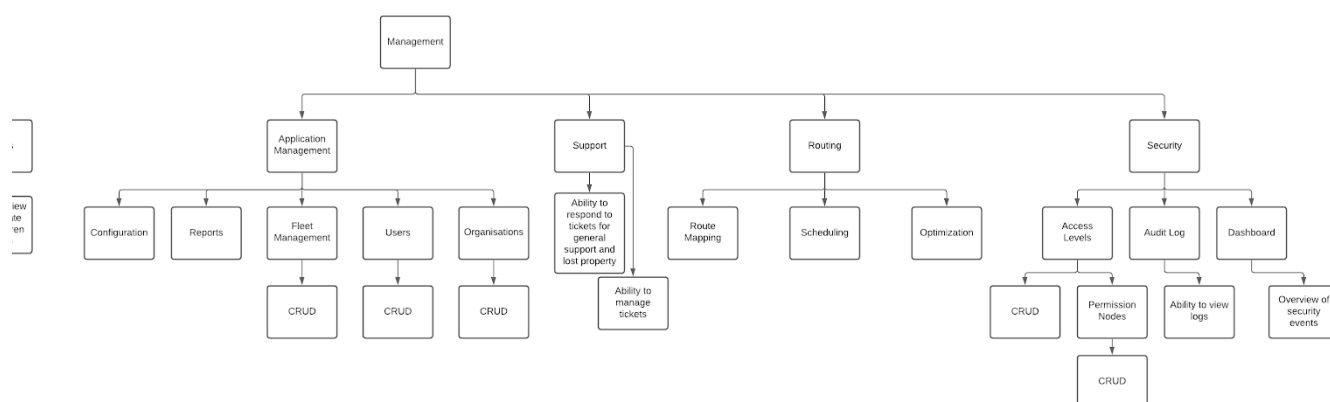 Management
Application
Management
Support
Routing
Security
Configuration
Reports
Fleet
Management
Users
Organisations
Ability to
respond to
tickets for
general
support and
lost property
Route
Mapping
Scheduling
Optimization
Access
Levels
Audit Log
Dashboard
CRUD
CRUD
CRUD
Ability to
manage
tickets
CRUD
Permission
Nodes
Ability to view
logs
Overview of
security
events
CRUD